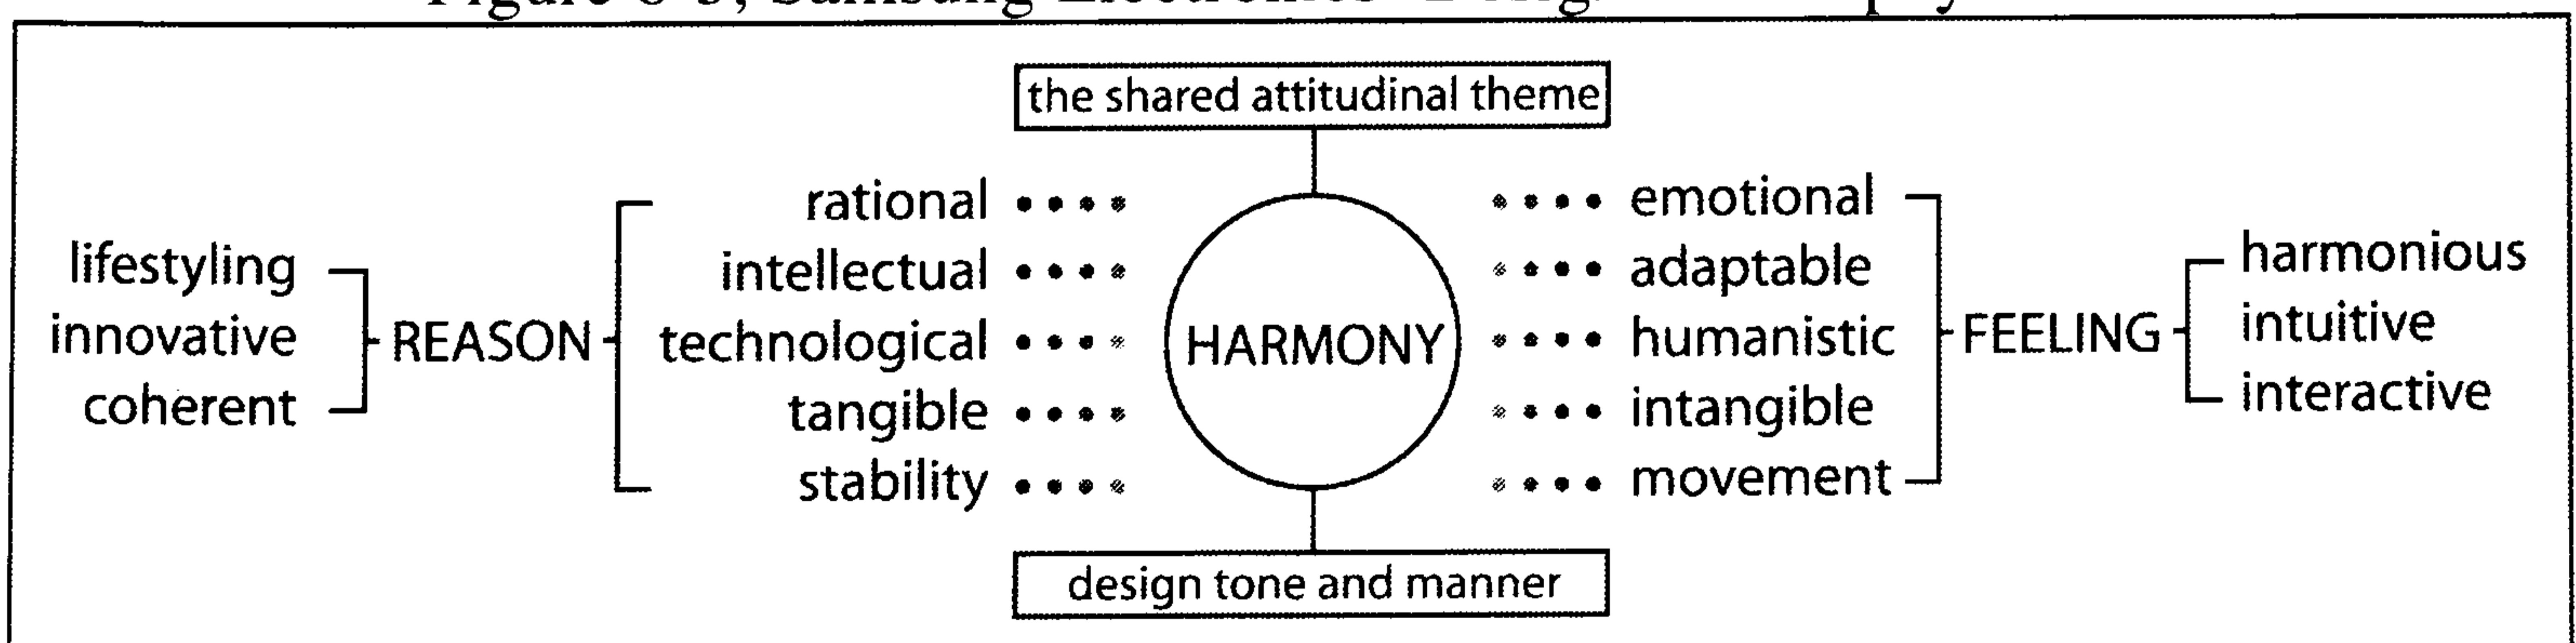 the shared attitudinal theme
lifestyling
innovative
coherent
REASON
rational
intellectual
technological
tangible
stability
HARMONY
emotional
adaptable
humanistic
intangible
movement
FEELING
harmonious
intuitive
interactive
design tone and manner